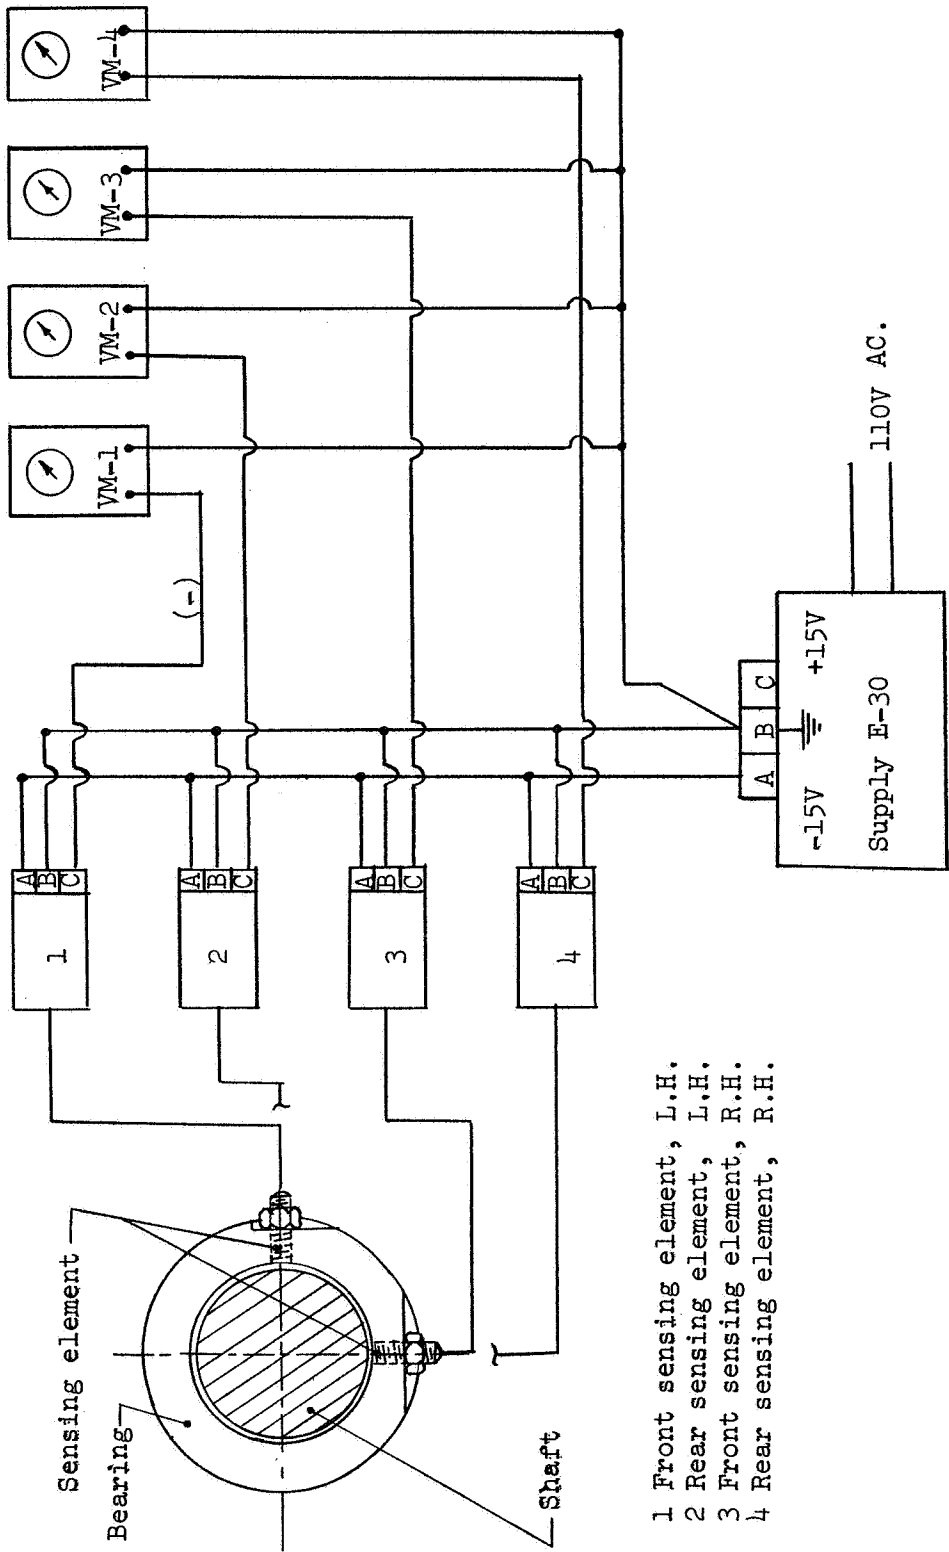 Sensing element
Bearing
Shaft
1
A
B
C
2
A
B
C
3
A
B
C
4
A
B
C
(-)
VM-1
VM-2
VM-3
VM-4
A
B
C
-15V
+15V
Supply E-30
110V AC.
1 Front sensing element, L.H.
2 Rear sensing element, L.H.
3 Front sensing element, R.H.
4 Rear sensing element, R.H.